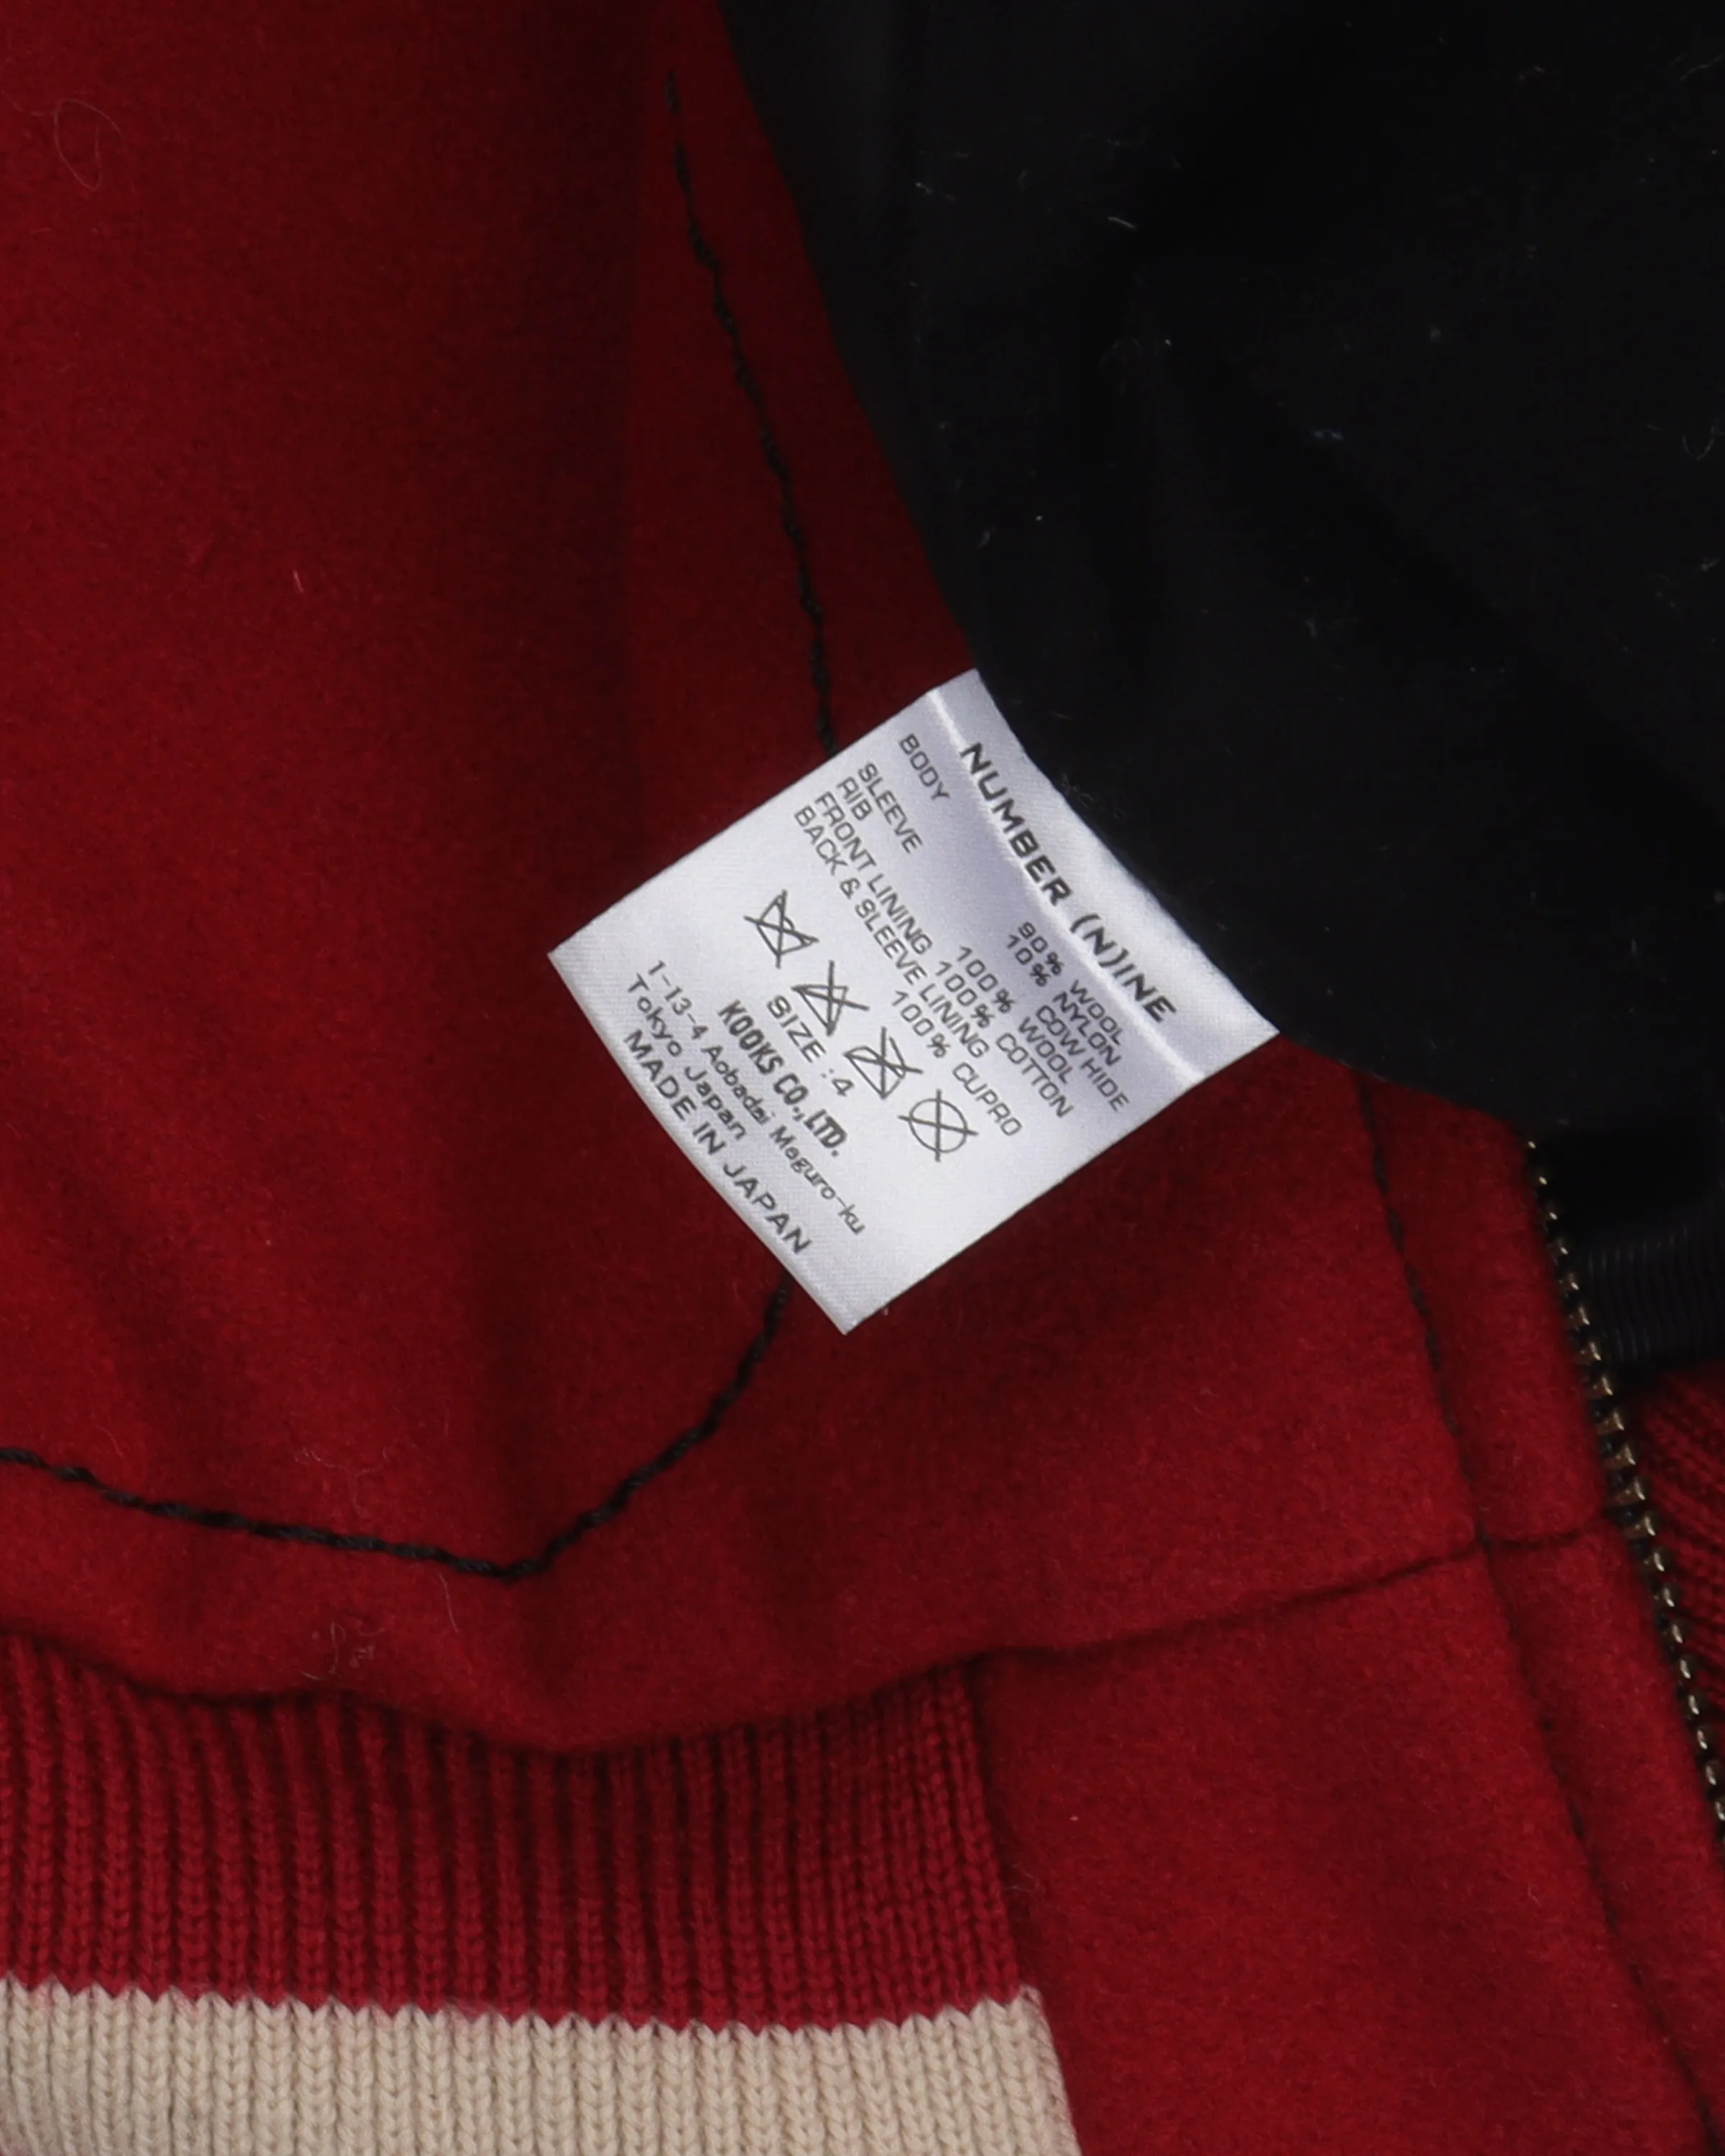 NUMBER (N)INE
BODY 90% WOOL
10% NYLON
SLEEVE 100% COW HIDE
RIB 100% WOOL
FRONT LINING 100% COTTON
BACK & SLEEVE LINING
100% CUPRO
SIZE :4
KOOKS CO.,LTD.
1-13-4 Aobadai Meguro-ku
Tokyo Japan
MADE IN JAPAN